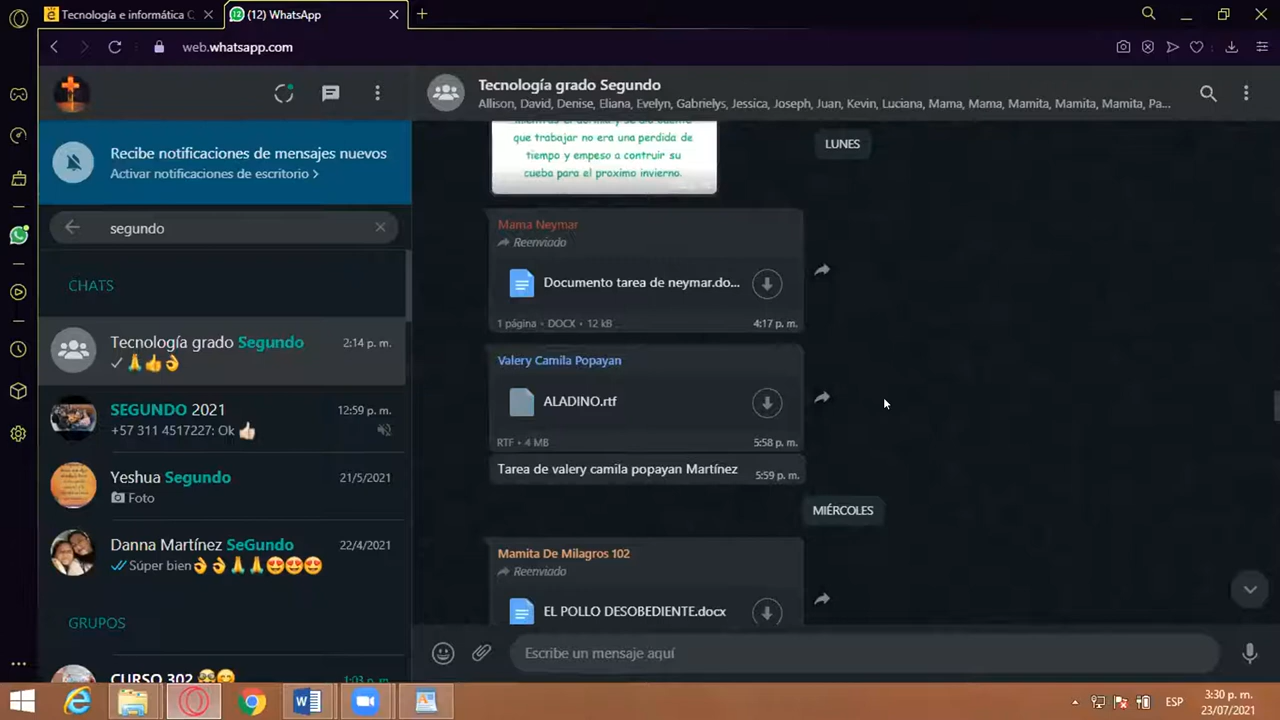 Tecnología e informática C
(12) WhatsApp
web.whatsapp.com
Recibe notificaciones de mensajes nuevos
Activar notificaciones de escritorio >
segundo
CHATS
Tecnología grado Segundo
2:14 p. m.
SEGUNDO 2021
12:59 p. m.
+57 311 4517227: Ok
Yeshua Segundo
21/5/2021
Foto
Danna Martínez SeGundo
22/4/2021
Súper bien
GRUPOS
CURSO 302
1:03 p. m.
Tecnología grado Segundo
Allison, David, Denise, Eliana, Evelyn, Gabrielys, Jessica, Joseph, Juan, Kevin, Luciana, Mama, Mama, Mamita, Mamita, Mamita, Pa...
LUNES
que trabajar no era una perdida de
tiempo y empeso a contruir su
cueba para el proximo invierno.
Mama Neymar
Reenviado
Documento tarea de neymar.do...
1 página • DOCX • 12 kB
4:17 p. m.
Valery Camila Popayan
ALADINO.rtf
RTF • 4 MB
5:58 p. m.
Tarea de valery camila popayan Martínez
5:59 p. m.
MIÉRCOLES
Mamita De Milagros 102
Reenviado
EL POLLO DESOBEDIENTE.docx
Escribe un mensaje aquí
ESP
3:30 p. m.
23/07/2021